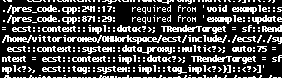 ./pres_code.cpp:241:17:   required from 'void example::s
./pres_code.cpp:871:29:   required from 'example::update
= ecst::context::impl::data<?>; TRenderTarget = sf::Rend
/home/vittorioromeo/OHWorkspace/ecst/include/./ecst/./sy
ecst::context::system::data_proxy::multi<?>; auto:75 =
ntext = ecst::context::impl::data<?>; TRenderTarget = sf
mpl<?>, ecst::tag::system::impl::tag_impl<?>][::<?>]'